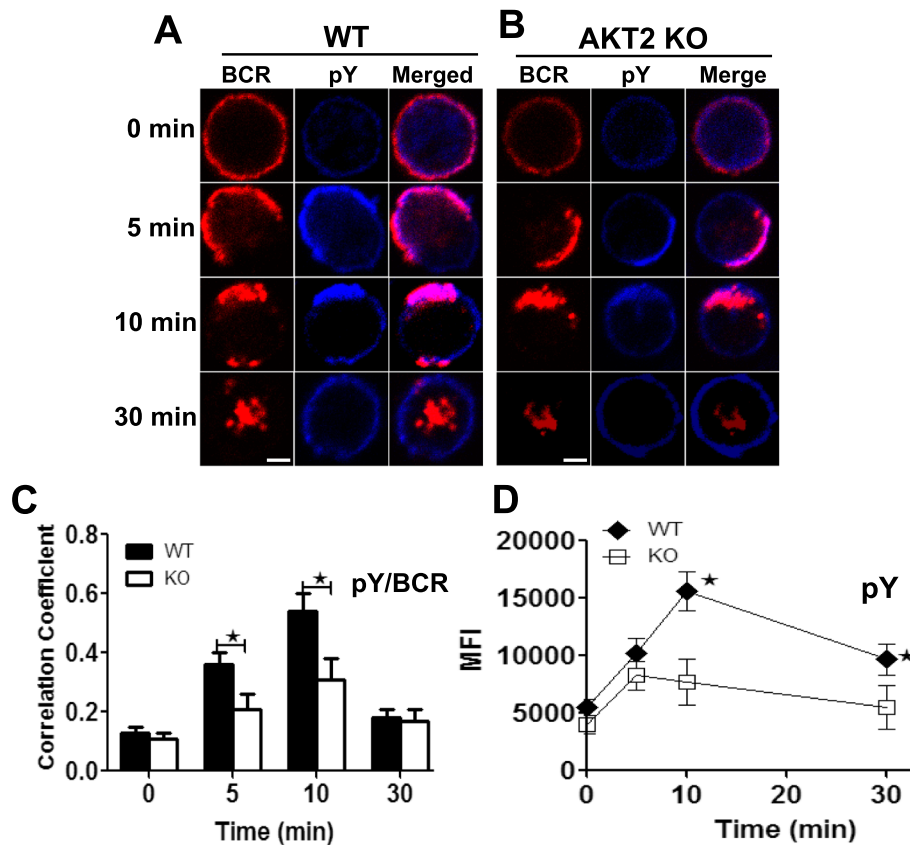 A
WT
BCR pY Merged
B
AKT2 KO
BCR pY Merge
0 min
5 min
10 min
30 min
C
Correlation Coefficient
0.8
0.6
0.4
0.2
0.0
WT
KO
pY/BCR
★
★
0 5 10 30
Time (min)
D
MFI
20000
15000
10000
5000
0
WT
KO
pY
★
★
0 10 20 30
Time (min)